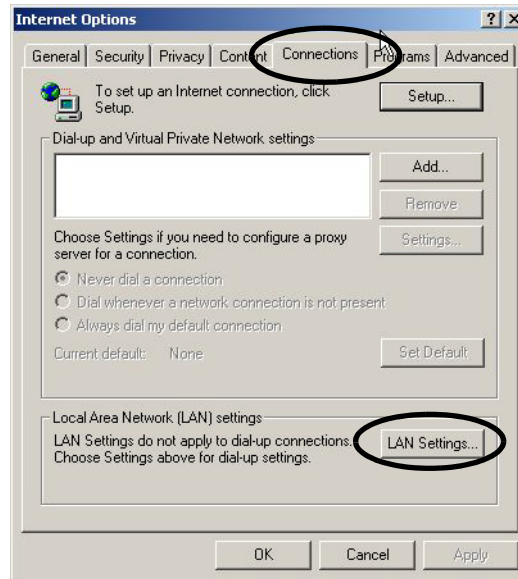 Internet Options
General Security Privacy Content Connections Programs Advanced
To set up an Internet connection, click
Setup.
Setup...
Dial-up and Virtual Private Network settings
Add...
Remove
Choose Settings if you need to configure a proxy
server for a connection.
Settings...
Never dial a connection
Dial whenever a network connection is not present
Always dial my default connection
Current default: None
Set Default
Local Area Network (LAN) settings
LAN Settings do not apply to dial-up connections.
Choose Settings above for dial-up settings.
LAN Settings...
OK Cancel Apply